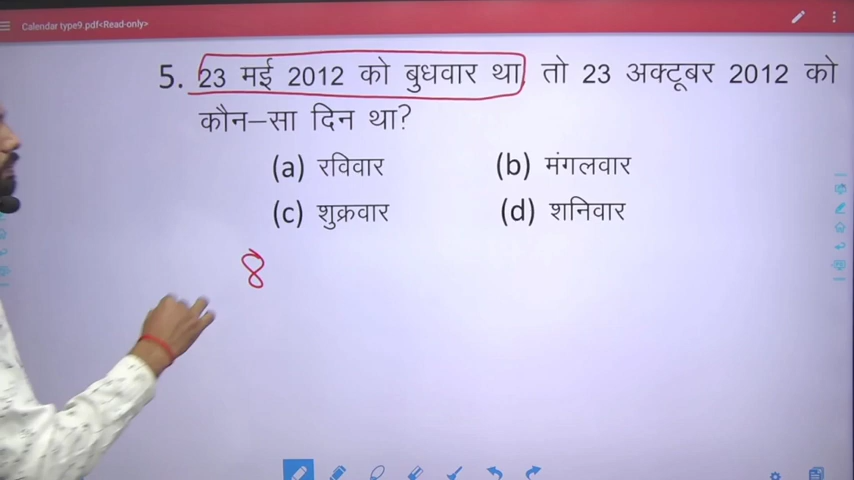 Calendar type9.pdf<Read-only>
5. 23 मई 2012 को बुधवार था, तो 23 अक्टूबर 2012 को
कौन–सा दिन था?
(a) रविवार (b) मंगलवार
(c) शुक्रवार (d) शनिवार
8